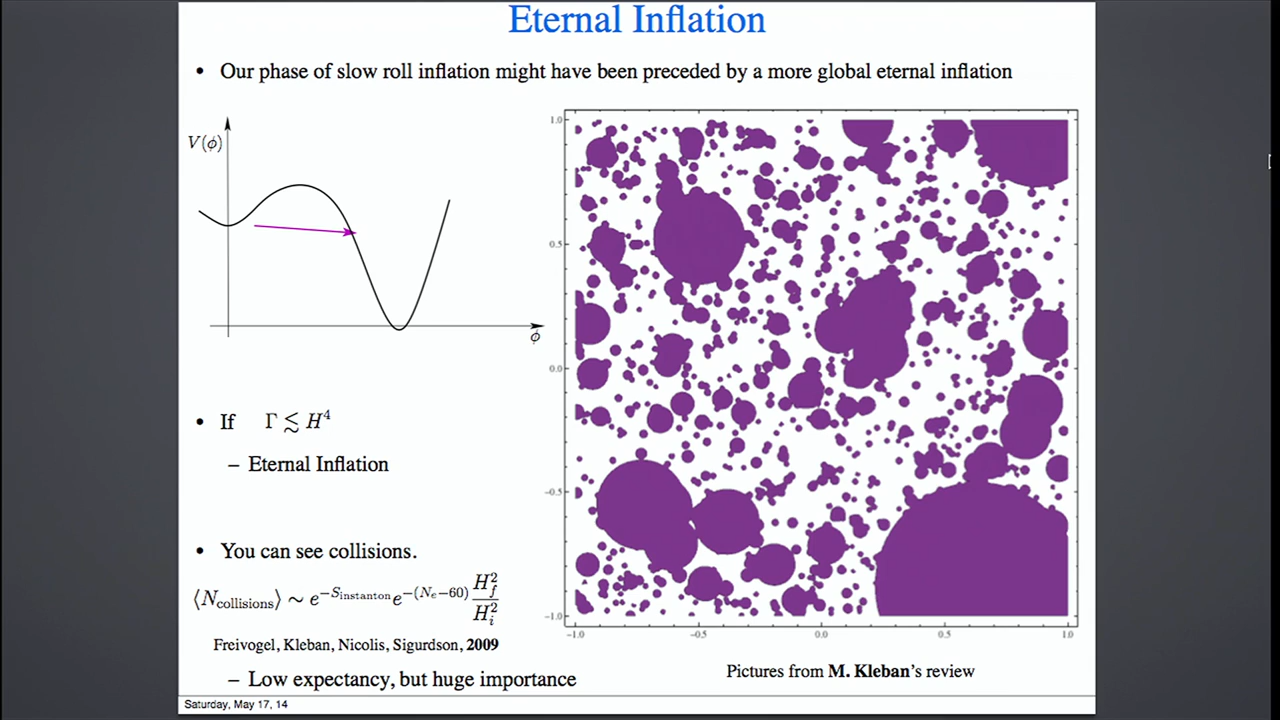 Eternal Inflation
• Our phase of slow roll inflation might have been preceded by a more global eternal inflation
V(ϕ)
ϕ
1.0
0.5
0.0
−0.5
−1.0
−1.0 −0.5 0.0 0.5 1.0
• If Γ ≲ H⁴
– Eternal Inflation
• You can see collisions.
⟨N_collisions⟩ ∼ e^{−S_instanton} e^{−(N_e−60)} H_f²/H_i²
Freivogel, Kleban, Nicolis, Sigurdson, 2009
Pictures from M. Kleban's review
– Low expectancy, but huge importance
Saturday, May 17, 14